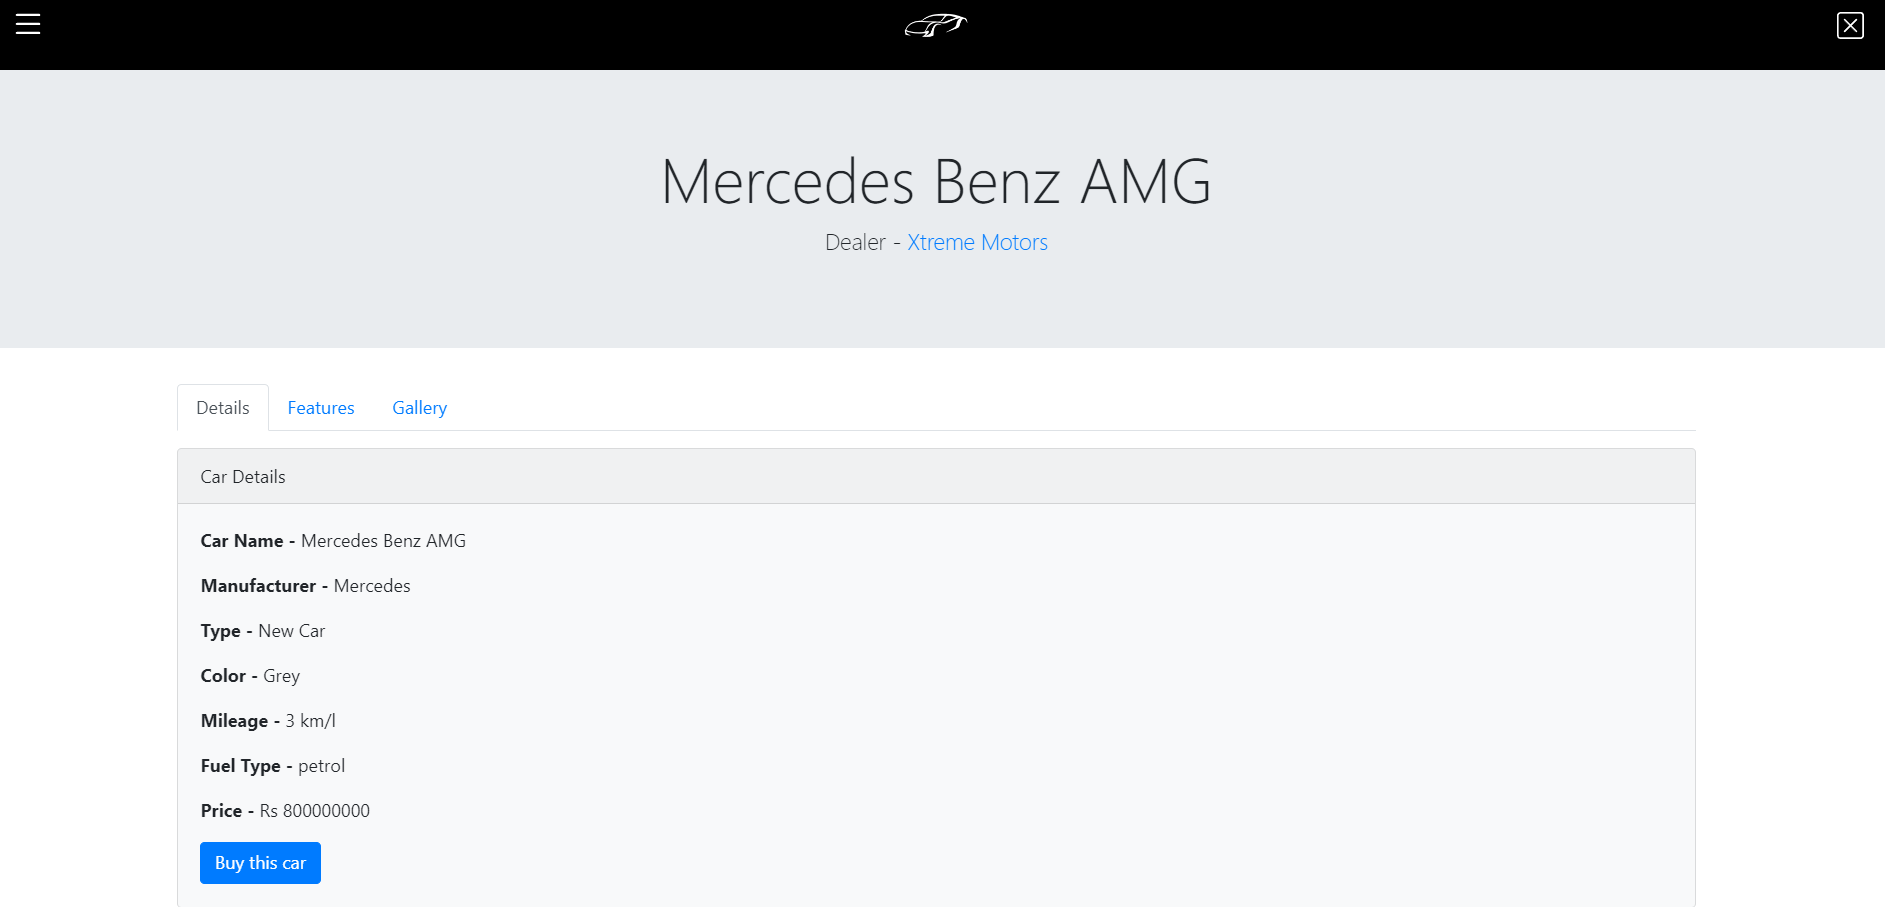 Mercedes Benz AMG
Dealer - Xtreme Motors
Details Features Gallery
Car Details
Car Name - Mercedes Benz AMG
Manufacturer - Mercedes
Type - New Car
Color - Grey
Mileage - 3 km/l
Fuel Type - petrol
Price - Rs 800000000
Buy this car